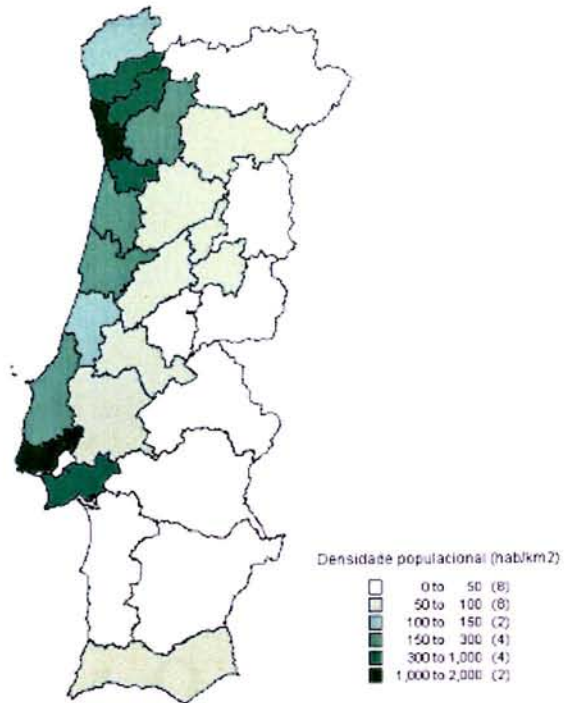 Densidade populacional (hab/km2)
0 to 50 (8)
50 to 100 (8)
100 to 150 (2)
150 to 300 (4)
300 to 1,000 (4)
1,000 to 2,000 (2)